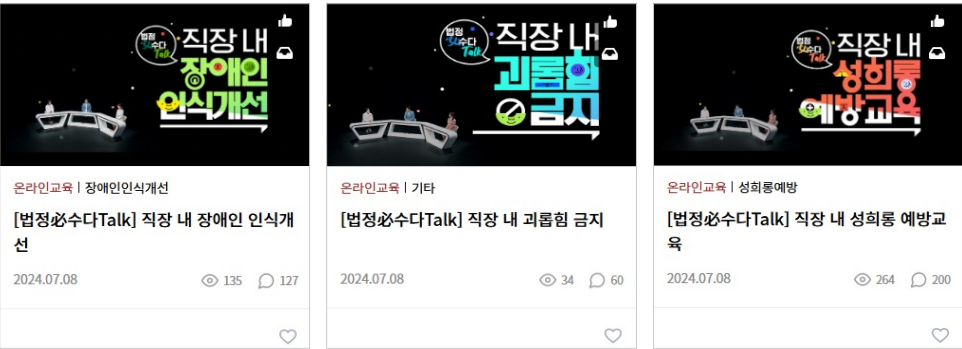 법정
必수다
Talk
직장 내
장애인
인식개선
온라인교육 | 장애인인식개선
[법정必수다Talk] 직장 내 장애인 인식개
선
2024.07.08
135
127
법정
必수다
Talk
직장 내
괴롭힘
금지
온라인교육 | 기타
[법정必수다Talk] 직장 내 괴롭힘 금지
2024.07.08
34
60
법정
必수다
Talk
직장 내
성희롱
예방교육
온라인교육 | 성희롱예방
[법정必수다Talk] 직장 내 성희롱 예방교
육
2024.07.08
264
200